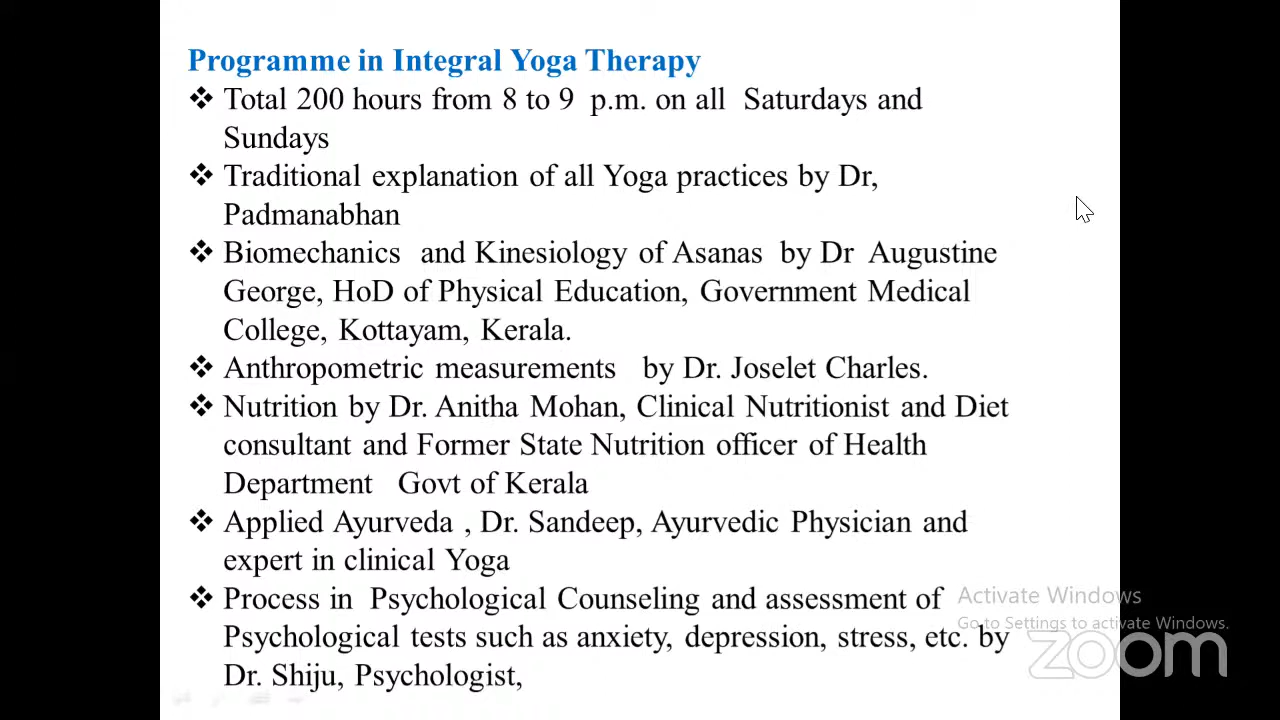 Programme in Integral Yoga Therapy
❖ Total 200 hours from 8 to 9 p.m. on all Saturdays and
Sundays
❖ Traditional explanation of all Yoga practices by Dr,
Padmanabhan
❖ Biomechanics and Kinesiology of Asanas by Dr Augustine
George, HoD of Physical Education, Government Medical
College, Kottayam, Kerala.
❖ Anthropometric measurements by Dr. Joselet Charles.
❖ Nutrition by Dr. Anitha Mohan, Clinical Nutritionist and Diet
consultant and Former State Nutrition officer of Health
Department Govt of Kerala
❖ Applied Ayurveda , Dr. Sandeep, Ayurvedic Physician and
expert in clinical Yoga
❖ Process in Psychological Counseling and assessment of
Psychological tests such as anxiety, depression, stress, etc. by
Dr. Shiju, Psychologist,
Activate Windows
Go to Settings to activate Windows.
zoom